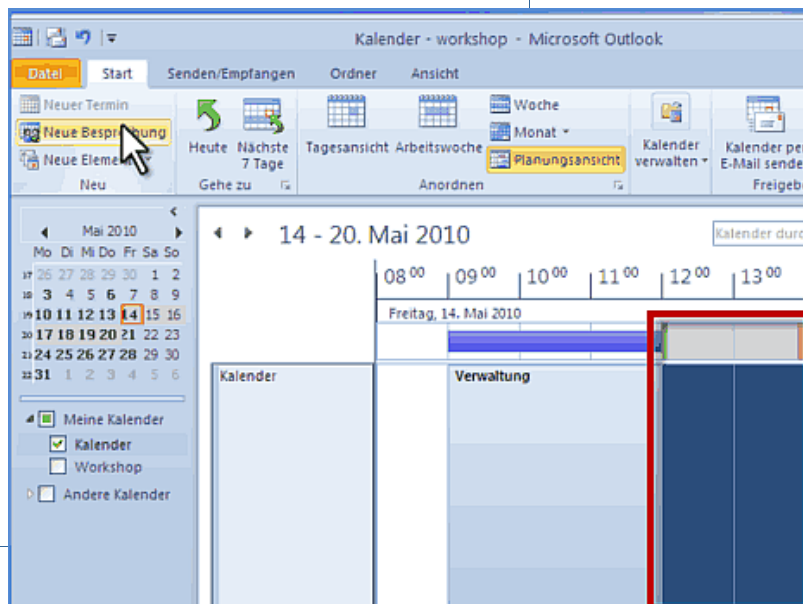 Kalender - workshop - Microsoft Outlook
Datei Start Senden/Empfangen Ordner Ansicht
Neuer Termin
Neue Besprechung
Neue
Heute
Nächste
7 Tage
Tagesansicht
Arbeitswoche
Woche
Monat
Planungsansicht
Kalender
verwalten
Kalender per
E-Mail sende
Neu Gehe zu Anordnen Freigeb
Mai 2010
Mo Di Mi Do Fr Sa So
17 26 27 28 29 30 1 2
18 3 4 5 6 7 8 9
19 10 11 12 13 14 15 16
20 17 18 19 20 21 22 23
21 24 25 26 27 28 29 30
22 31 1 2 3 4 5 6
Meine Kalender
Kalender
Workshop
Andere Kalender
14 - 20. Mai 2010
Kalender durc
08 00 09 00 10 00 11 00 12 00 13 00
Freitag, 14. Mai 2010
Kalender
Verwaltung